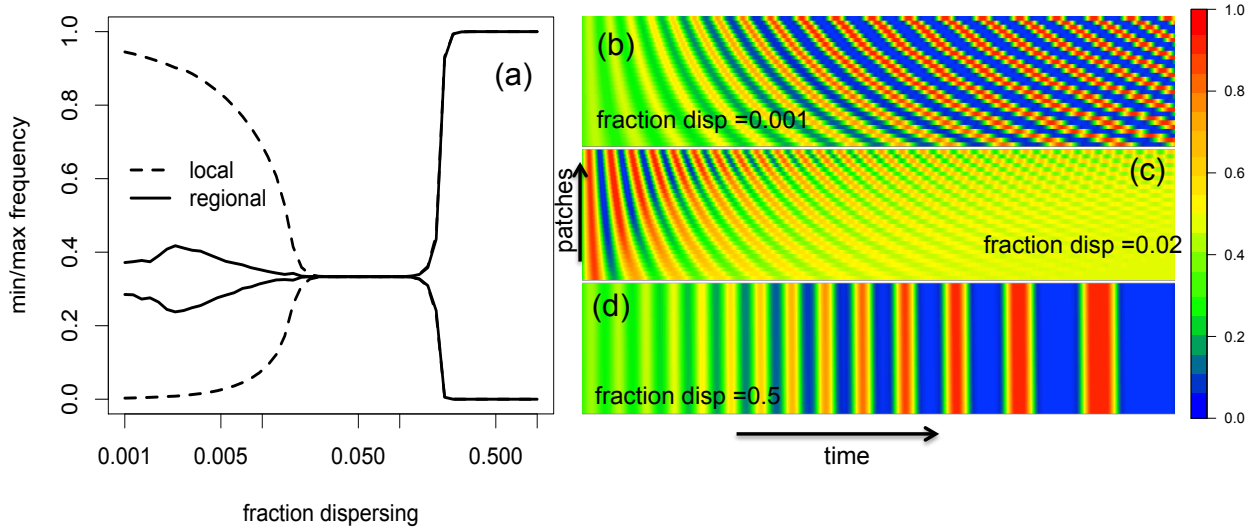 (a)
min/max frequency
1.0
0.8
0.6
0.4
0.2
0.0
local
regional
0.001
0.005
0.050
0.500
fraction dispersing
(b)
fraction disp =0.001
(c)
fraction disp =0.02
patches
(d)
fraction disp =0.5
time
1.0
0.8
0.6
0.4
0.2
0.0